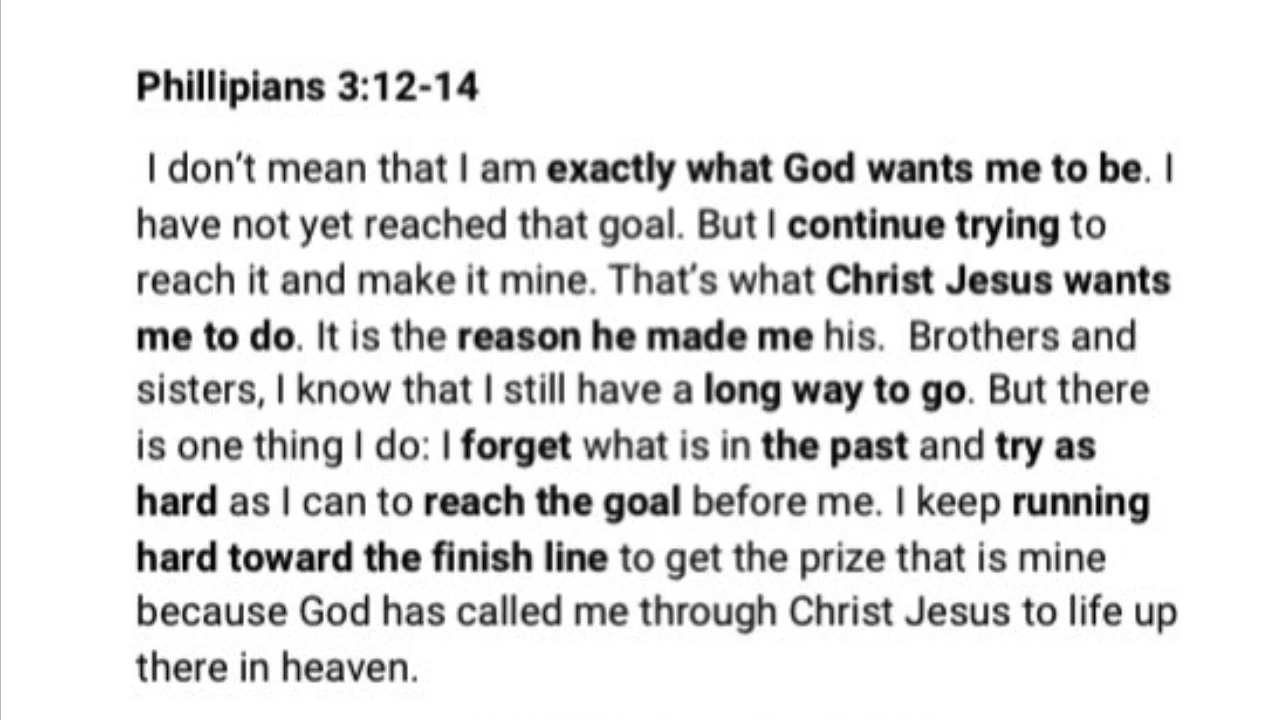 Phillipians 3:12-14
I don’t mean that I am exactly what God wants me to be. I
have not yet reached that goal. But I continue trying to
reach it and make it mine. That’s what Christ Jesus wants
me to do. It is the reason he made me his.  Brothers and
sisters, I know that I still have a long way to go. But there
is one thing I do: I forget what is in the past and try as
hard as I can to reach the goal before me. I keep running
hard toward the finish line to get the prize that is mine
because God has called me through Christ Jesus to life up
there in heaven.